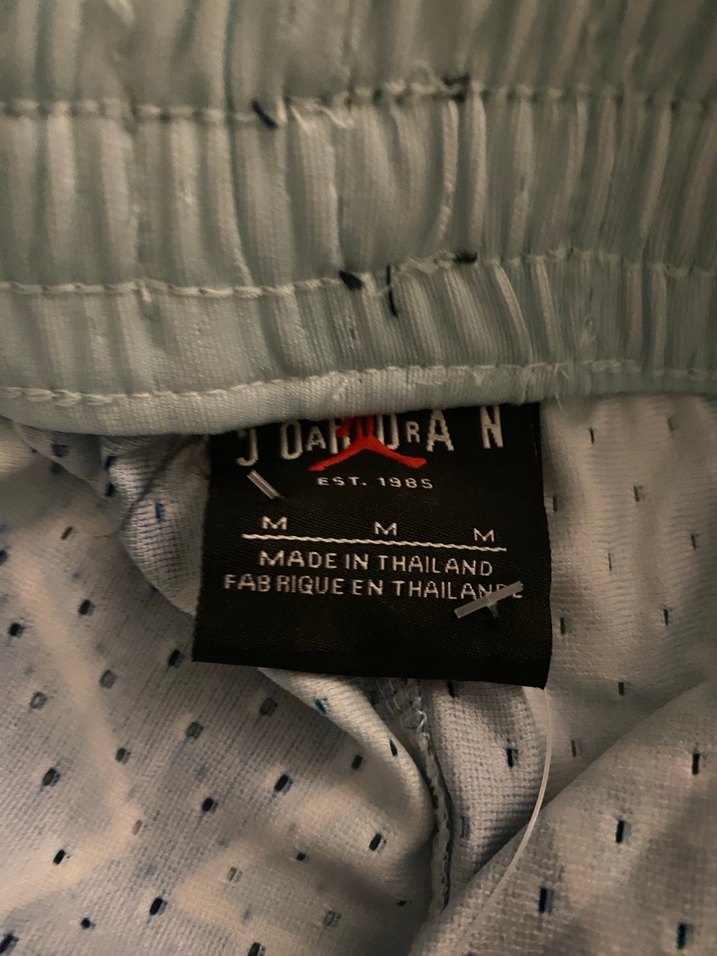 JORDAN
EST. 1985
M M M
MADE IN THAILAND
FABRIQUE EN THAILANDE